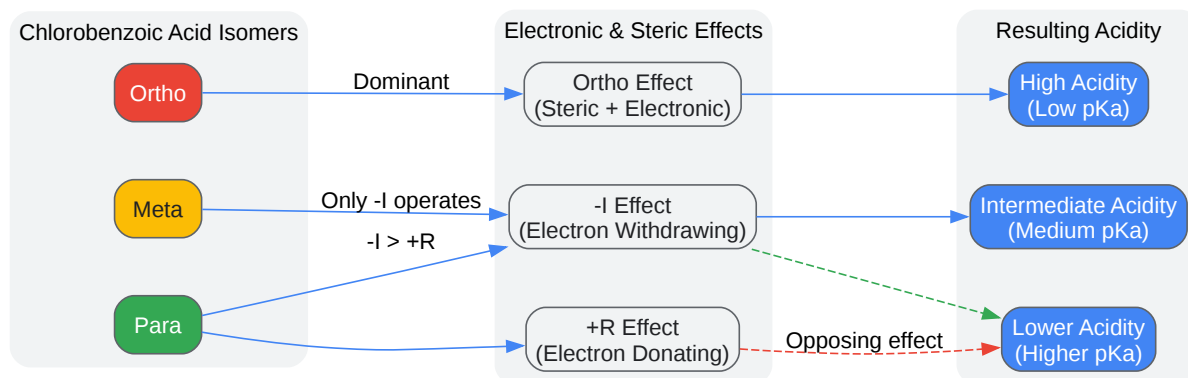 Chlorobenzoic Acid Isomers
Electronic & Steric Effects
Resulting Acidity
Ortho
Dominant
Ortho Effect
(Steric + Electronic)
High Acidity
(Low pKa)
Meta
Only -I operates
-I Effect
(Electron Withdrawing)
Intermediate Acidity
(Medium pKa)
-I > +R
Para
+R Effect
(Electron Donating)
Opposing effect
Lower Acidity
(Higher pKa)